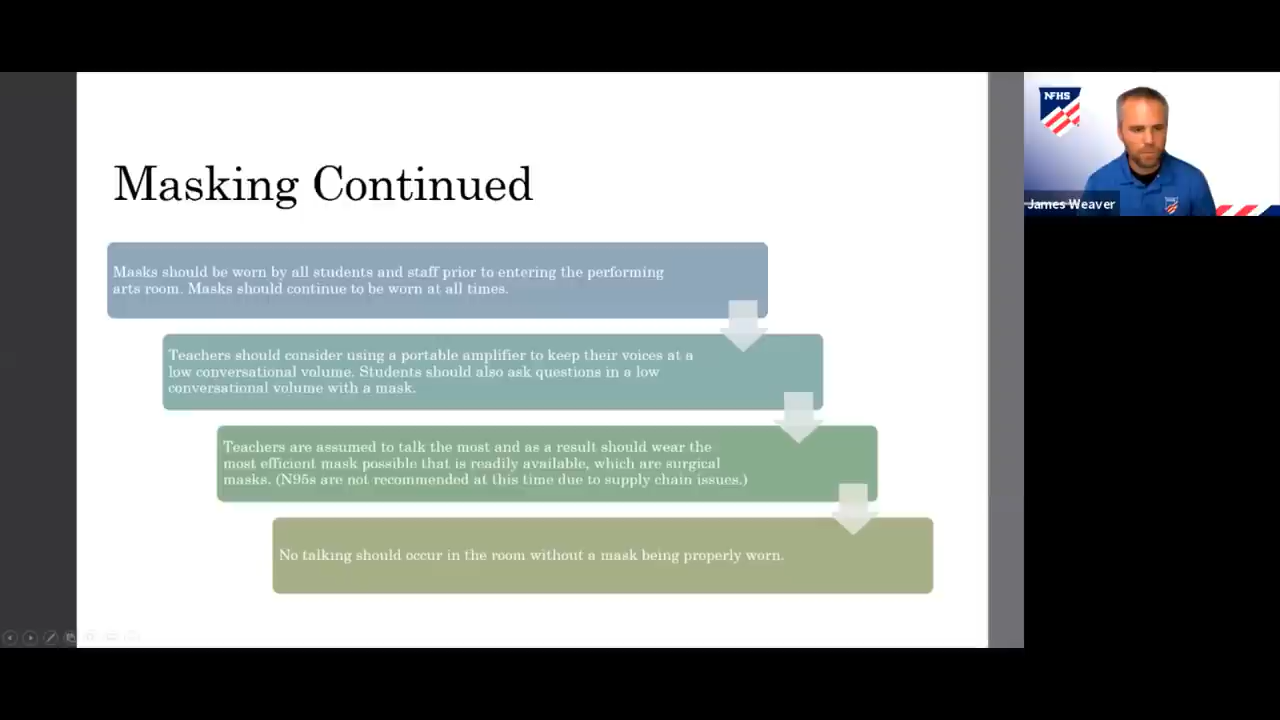 Masking Continued
Masks should be worn by all students and staff prior to entering the performing
arts room. Masks should continue to be worn at all times.
Teachers should consider using a portable amplifier to keep their voices at a
low conversational volume. Students should also ask questions in a low
conversational volume with a mask.
Teachers are assumed to talk the most and as a result should wear the
most efficient mask possible that is readily available, which are surgical
masks. (N95s are not recommended at this time due to supply chain issues.)
No talking should occur in the room without a mask being properly worn.
NFHS
James Weaver